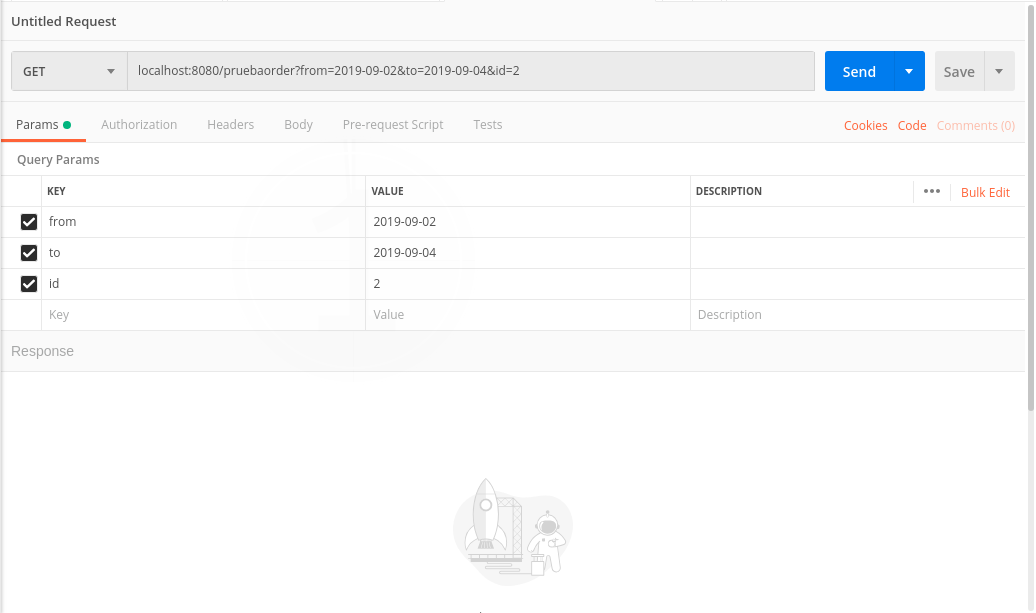 Untitled Request
GET localhost:8080/pruebaorder?from=2019-09-02&to=2019-09-04&id=2 Send Save
Params Authorization Headers Body Pre-request Script Tests Cookies Code Comments (0)
Query Params
KEY VALUE DESCRIPTION ••• Bulk Edit
from 2019-09-02
to 2019-09-04
id 2
Key Value Description
Response